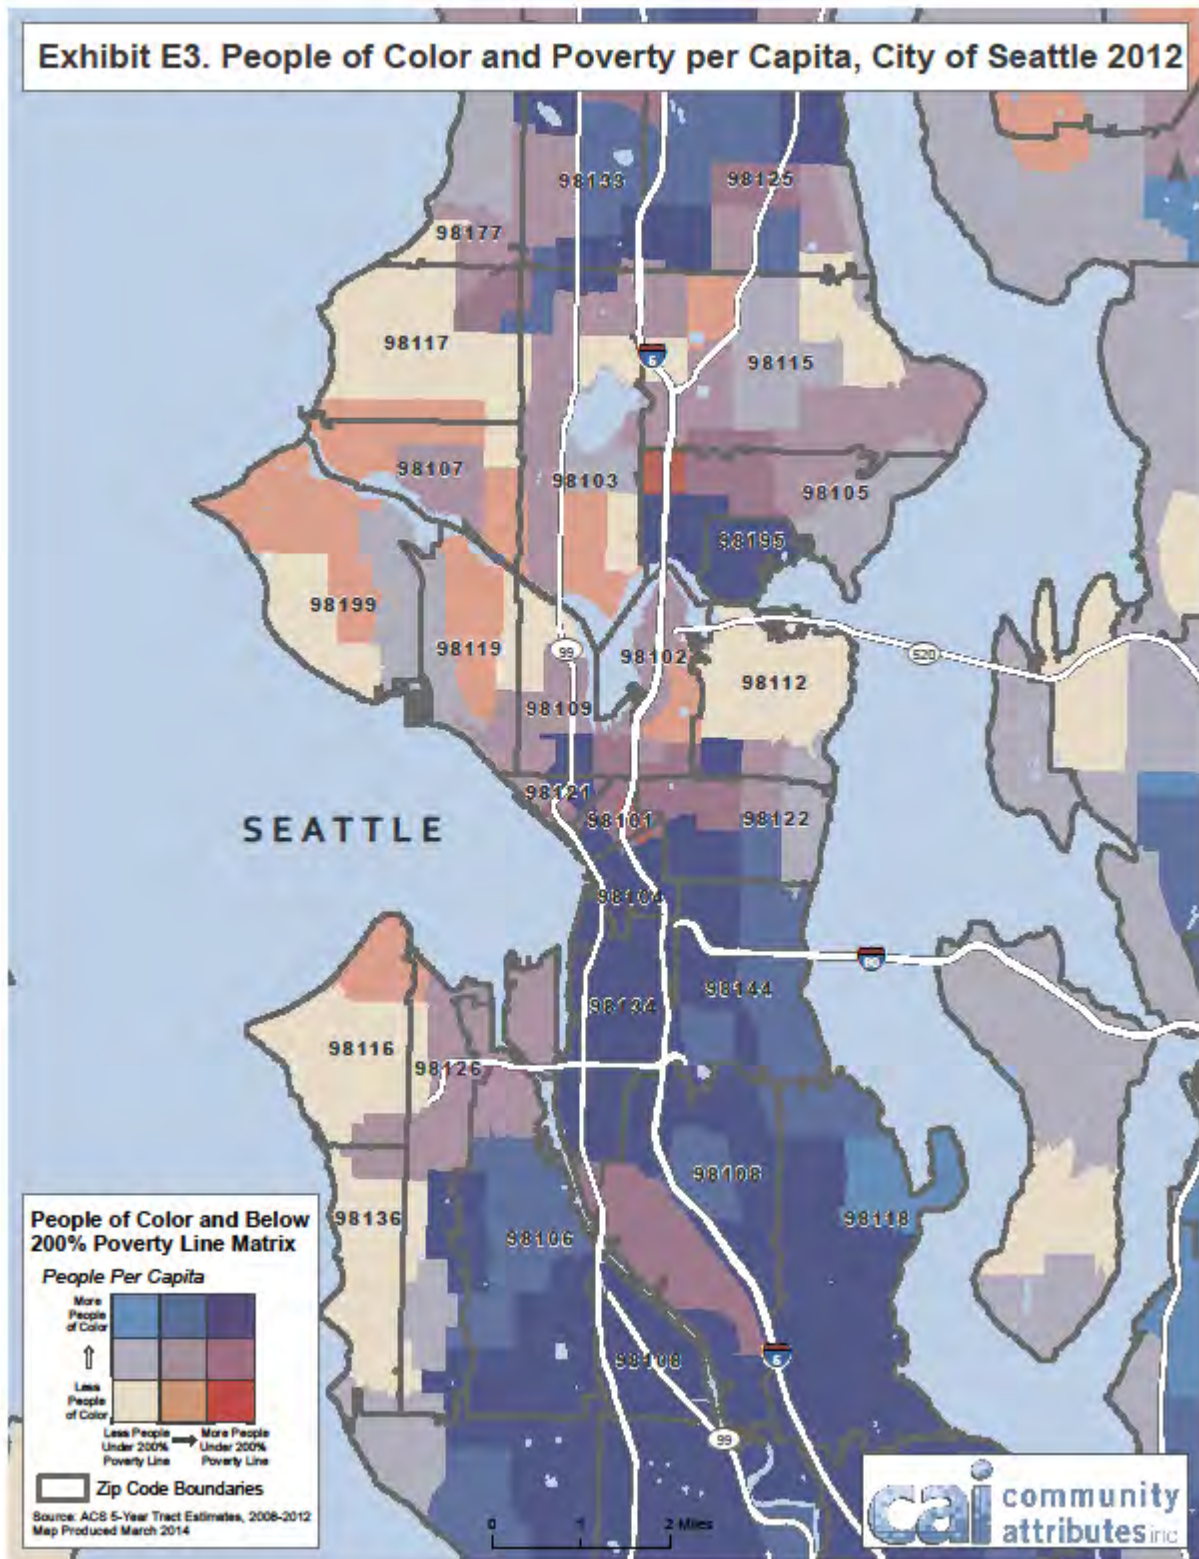 Exhibit E3. People of Color and Poverty per Capita, City of Seattle 2012
98133
98125
98177
98117
98115
98107
98103
98105
98195
98199
98119
98102
98112
98109
99
520
98121
98101
98122
SEATTLE
98104
90
98134
98144
98116
98126
98108
98136
98106
98118
98108
5
5
99
People of Color and Below
200% Poverty Line Matrix
People Per Capita
More
People
of Color
Less
People
of Color
Less People
Under 200%
Poverty Line
More People
Under 200%
Poverty Line
Zip Code Boundaries
Source: ACS 5-Year Tract Estimates, 2008-2012
Map Produced March 2014
0 1 2 Miles
cai community
attributes inc